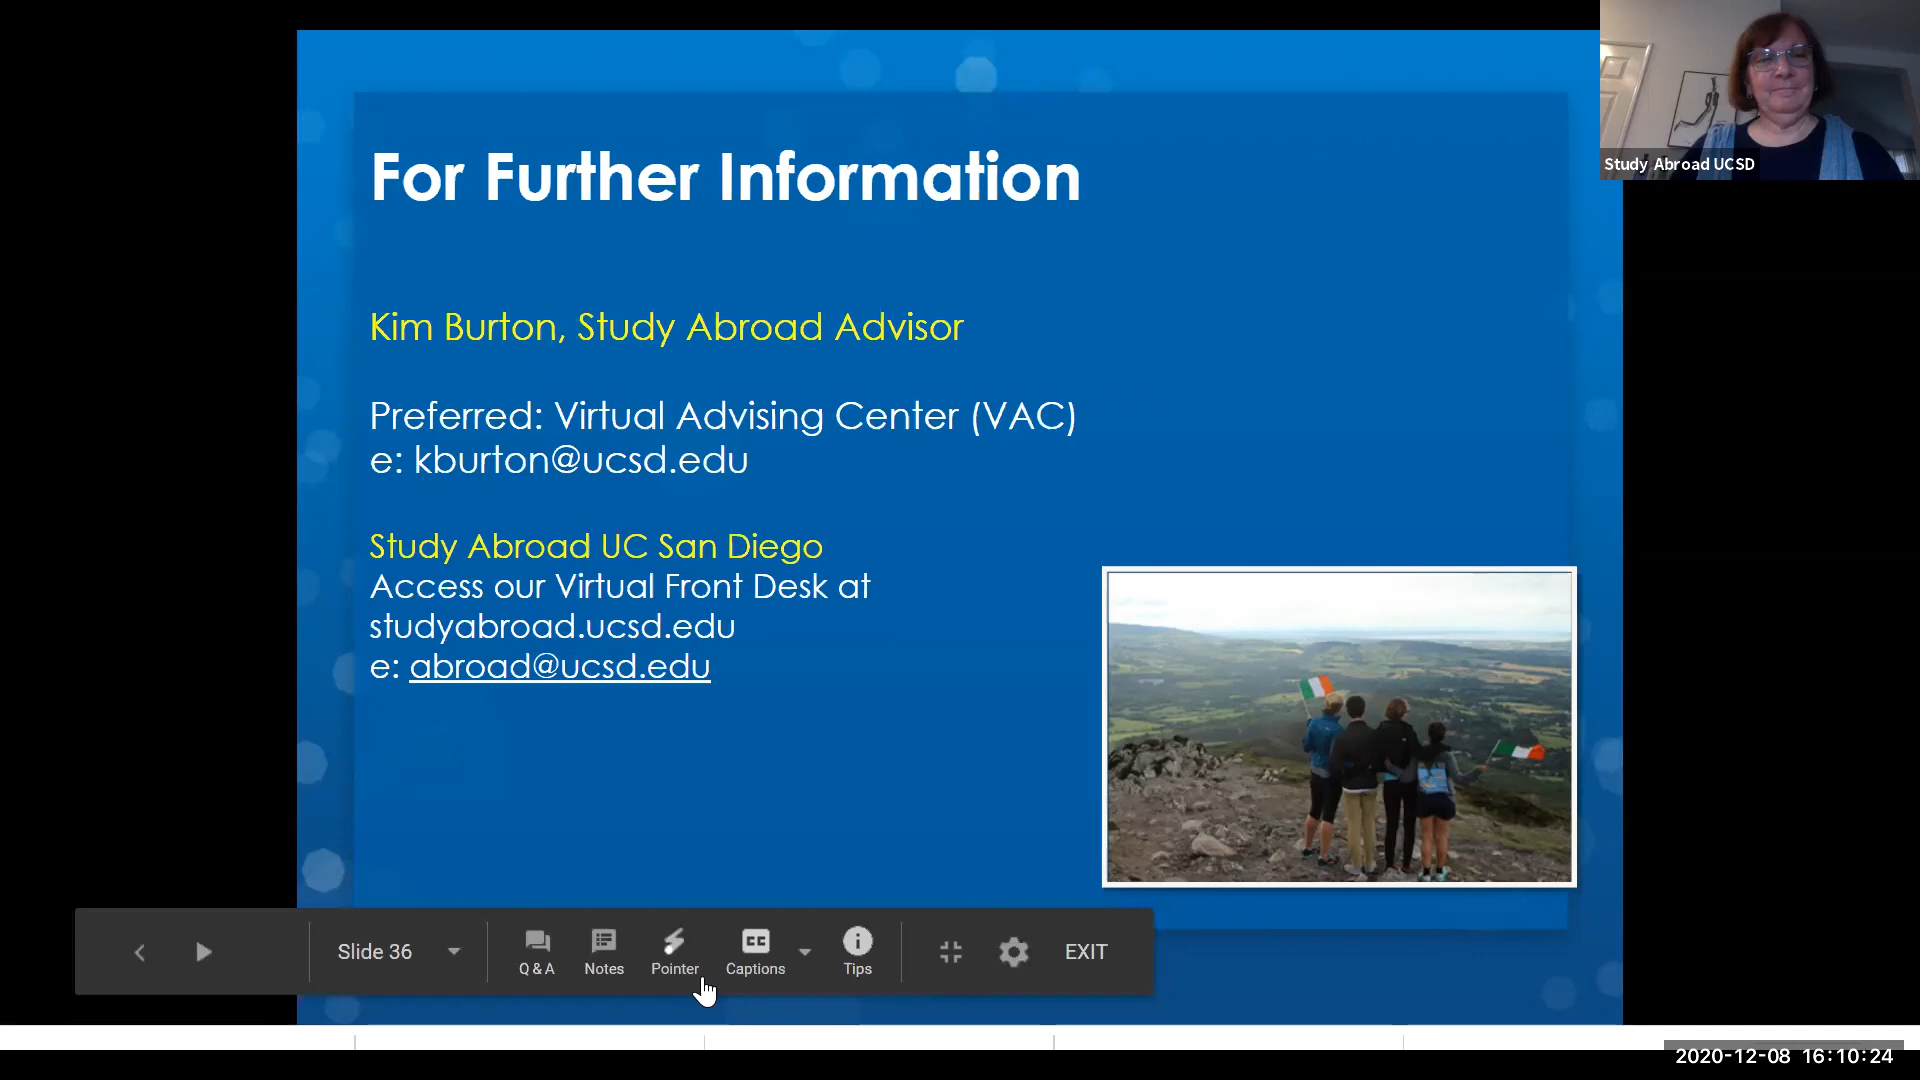 For Further Information
Study Abroad UCSD
Kim Burton, Study Abroad Advisor
Preferred: Virtual Advising Center (VAC)
e: kburton@ucsd.edu
Study Abroad UC San Diego
Access our Virtual Front Desk at
studyabroad.ucsd.edu
e: abroad@ucsd.edu
Slide 36
Q & A
Notes
Pointer
CC
Captions
Tips
EXIT
2020-12-08 16:10:24